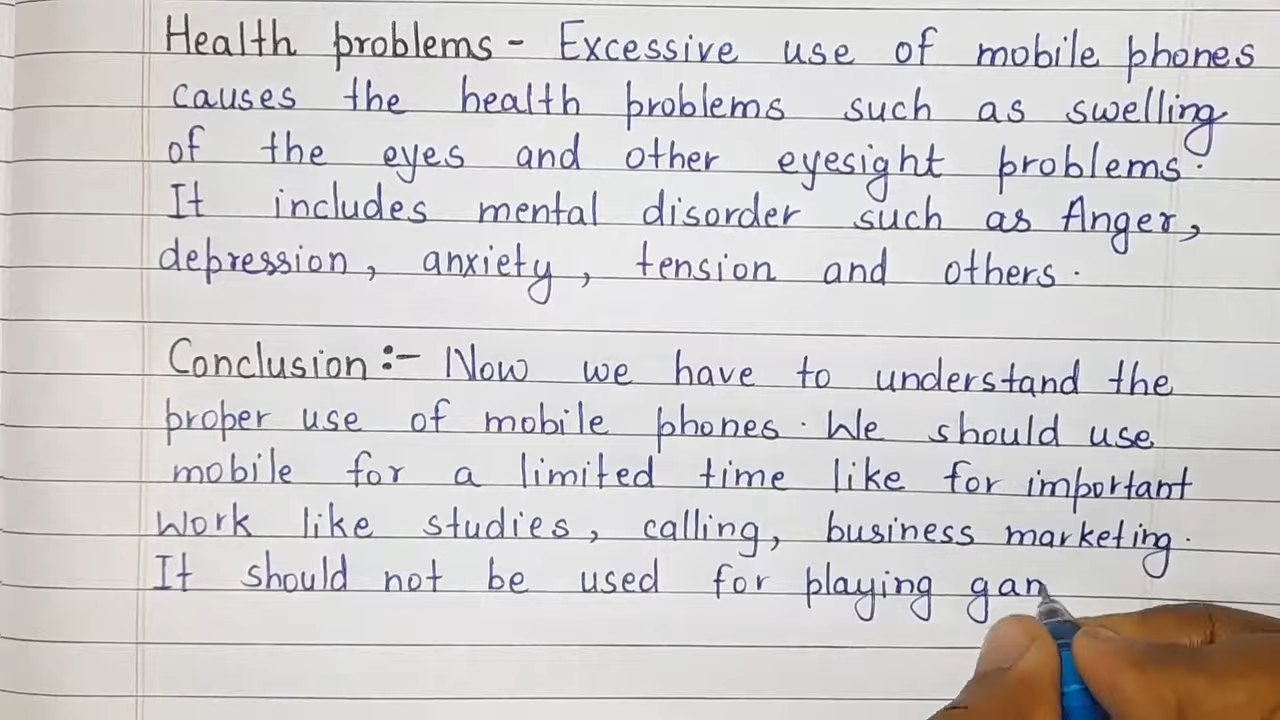 Health problems - Excessive use of mobile phones
causes the health problems such as swelling
of the eyes and other eyesight problems.
It includes mental disorder such as Anger,
depression, anxiety, tension and others.
Conclusion :- Now we have to understand the
proper use of mobile phones. We should use
mobile for a limited time like for important
work like studies, calling, business marketing.
It should not be used for playing gam